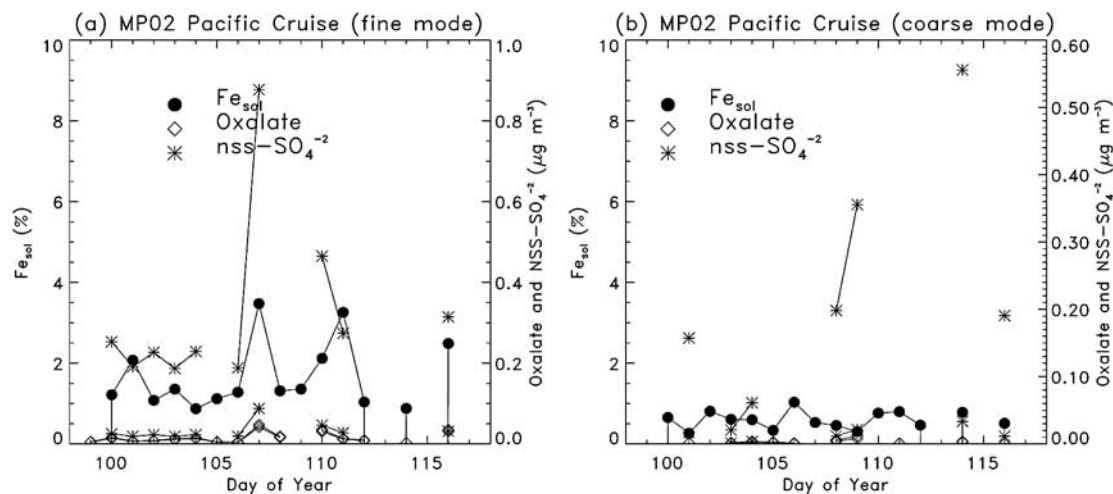 (a) MP02 Pacific Cruise (fine mode)
10
8
6
4
2
0
Fe_sol (%)
1.0
0.8
0.6
0.4
0.2
0.0
Oxalate and NSS-SO₄⁻² (μg m⁻³)
Fe_sol
Oxalate
nss-SO₄⁻²
100 105 110 115
Day of Year
(b) MP02 Pacific Cruise (coarse mode)
10
8
6
4
2
0
Fe_sol (%)
0.60
0.50
0.40
0.30
0.20
0.10
0.00
Oxalate and NSS-SO₄⁻² (μg m⁻³)
Fe_sol
Oxalate
nss-SO₄⁻²
100 105 110 115
Day of Year